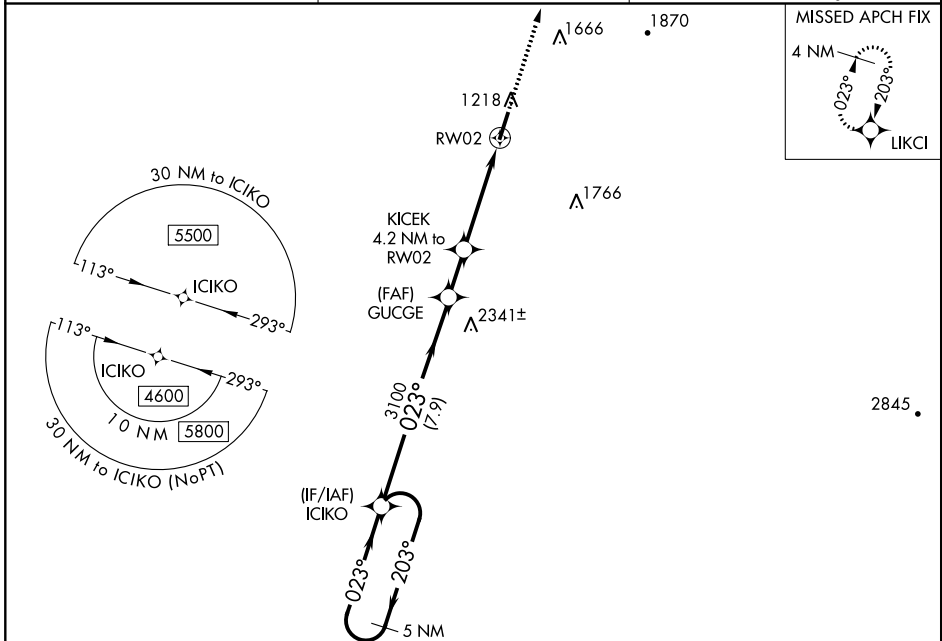 1666
1870
MISSED APCH FIX
4 NM
023°
203°
LIKCI
1218
RW02
1766
30 NM to ICIKO
5500
113°
ICIKO
293°
KICEK
4.2 NM to
RW02
(FAF)
GUCGE
2341±
113°
ICIKO
293°
4600
10 NM
5800
30 NM to ICIKO (NoPT)
3100
023°
(7.9)
2845
(IF/IAF)
ICIKO
023°
203°
5 NM